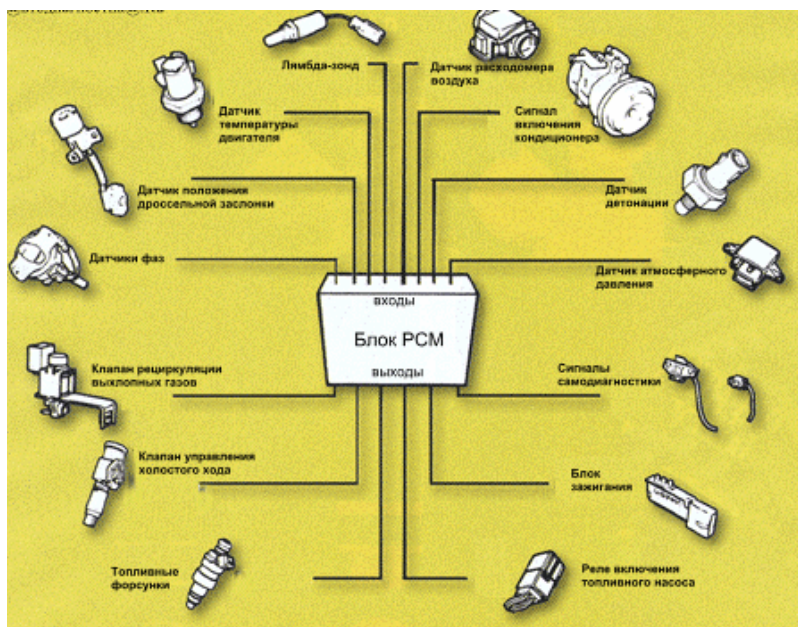 Лямбда-зонд
Датчик расходомера
воздуха
Датчик
температуры
двигателя
Сигнал
включения
кондиционера
Датчик положения
дроссельной заслонки
Датчик
детонации
Датчики фаз
Датчик атмосферного
давления
входы
Блок PCM
выходы
Клапан рециркуляции
выхлопных газов
Сигналы
самодиагностики
Клапан управления
холостого хода
Блок
зажигания
Топливные
форсунки
Реле включения
топливного насоса